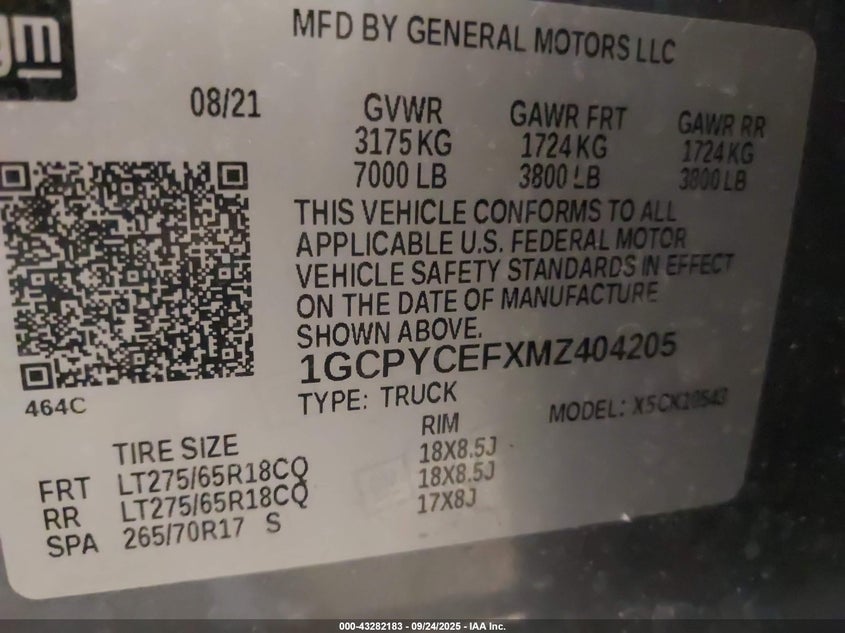 gm
MFD BY GENERAL MOTORS LLC
08/21
GVWR GAWR FRT GAWR RR
3175 KG 1724 KG 1724 KG
7000 LB 3800 LB 3800 LB
THIS VEHICLE CONFORMS TO ALL
APPLICABLE U.S. FEDERAL MOTOR
VEHICLE SAFETY STANDARDS IN EFFECT
ON THE DATE OF MANUFACTURE
SHOWN ABOVE.
1GCPYCEFXMZ404205
464C
TYPE: TRUCK
MODEL: X5CK10543
TIRE SIZE RIM
FRT LT275/65R18CQ 18X8.5J
RR LT275/65R18CQ 18X8.5J
SPA 265/70R17 S 17X8J
000-43282183 - 09/24/2025 - IAA Inc.